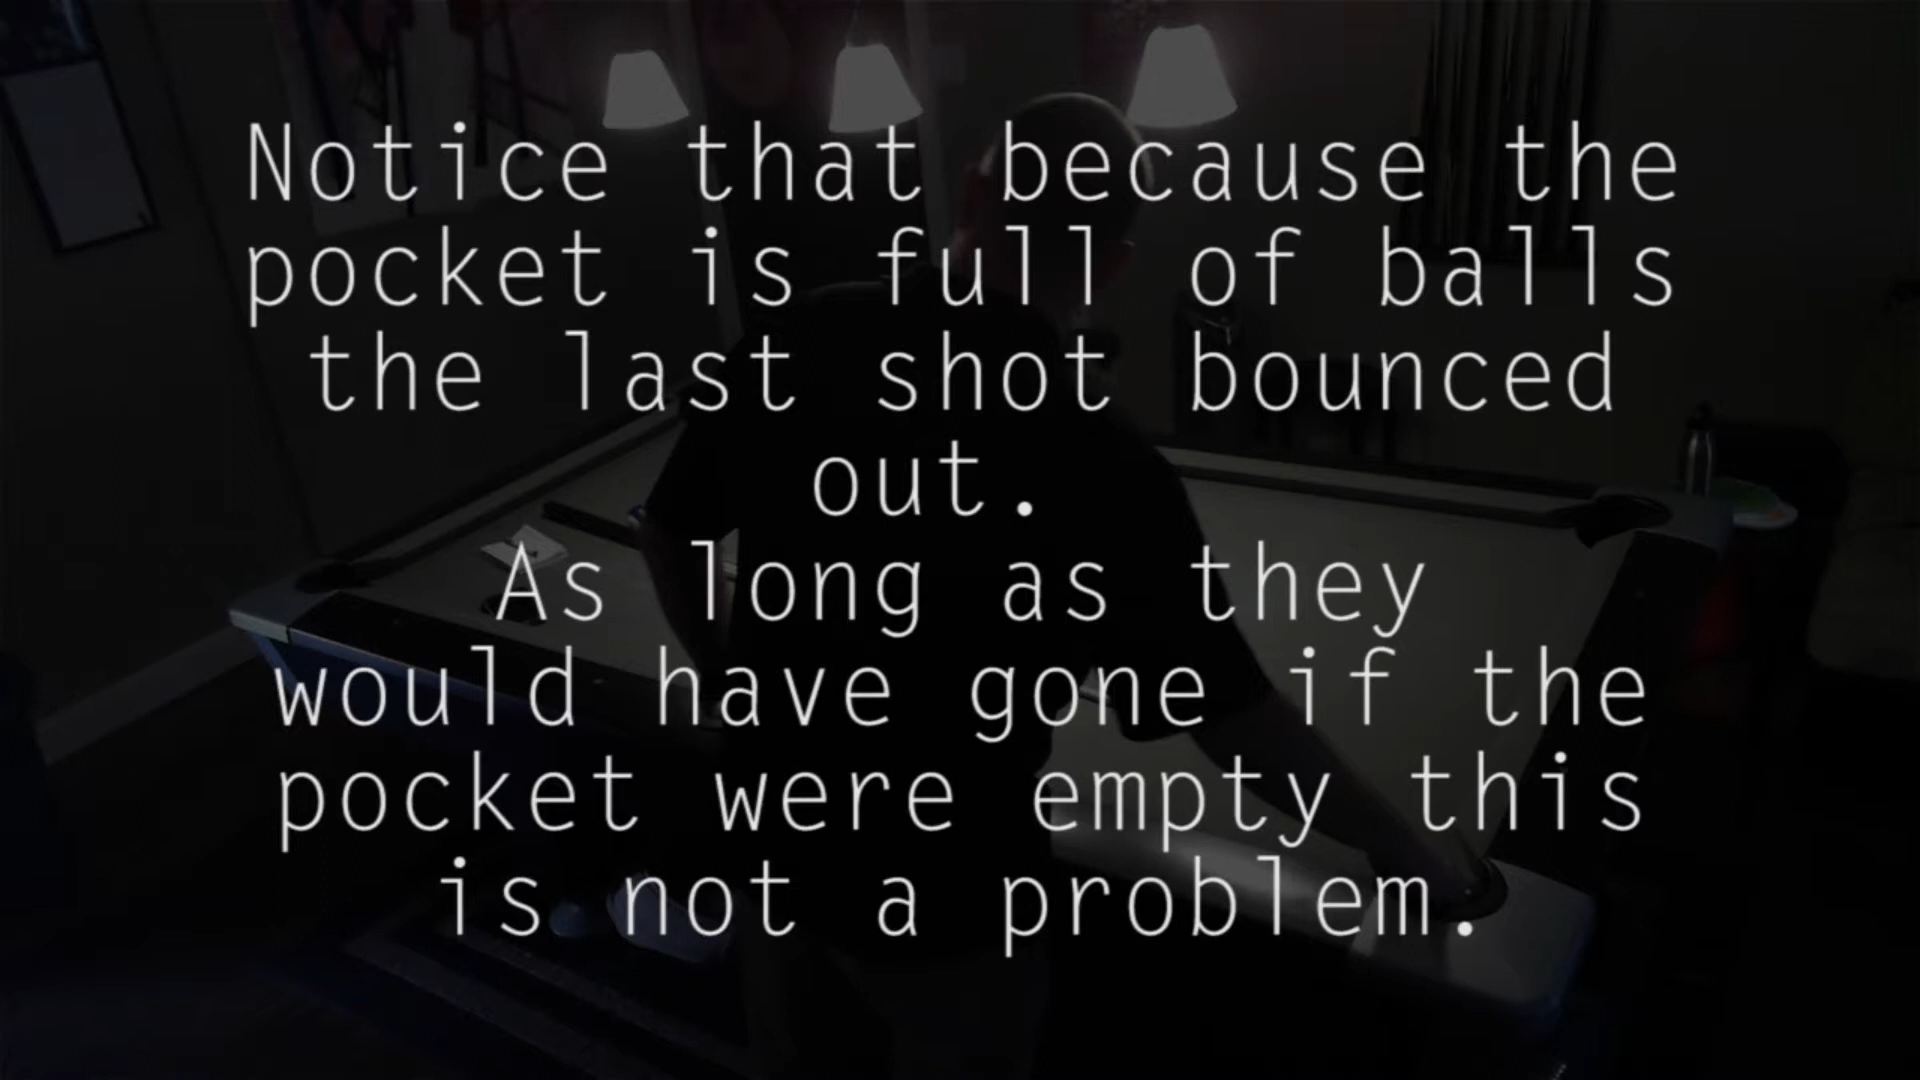 Notice that because the
pocket is full of balls
the last shot bounced
out.
As long as they
would have gone if the
pocket were empty this
is not a problem.